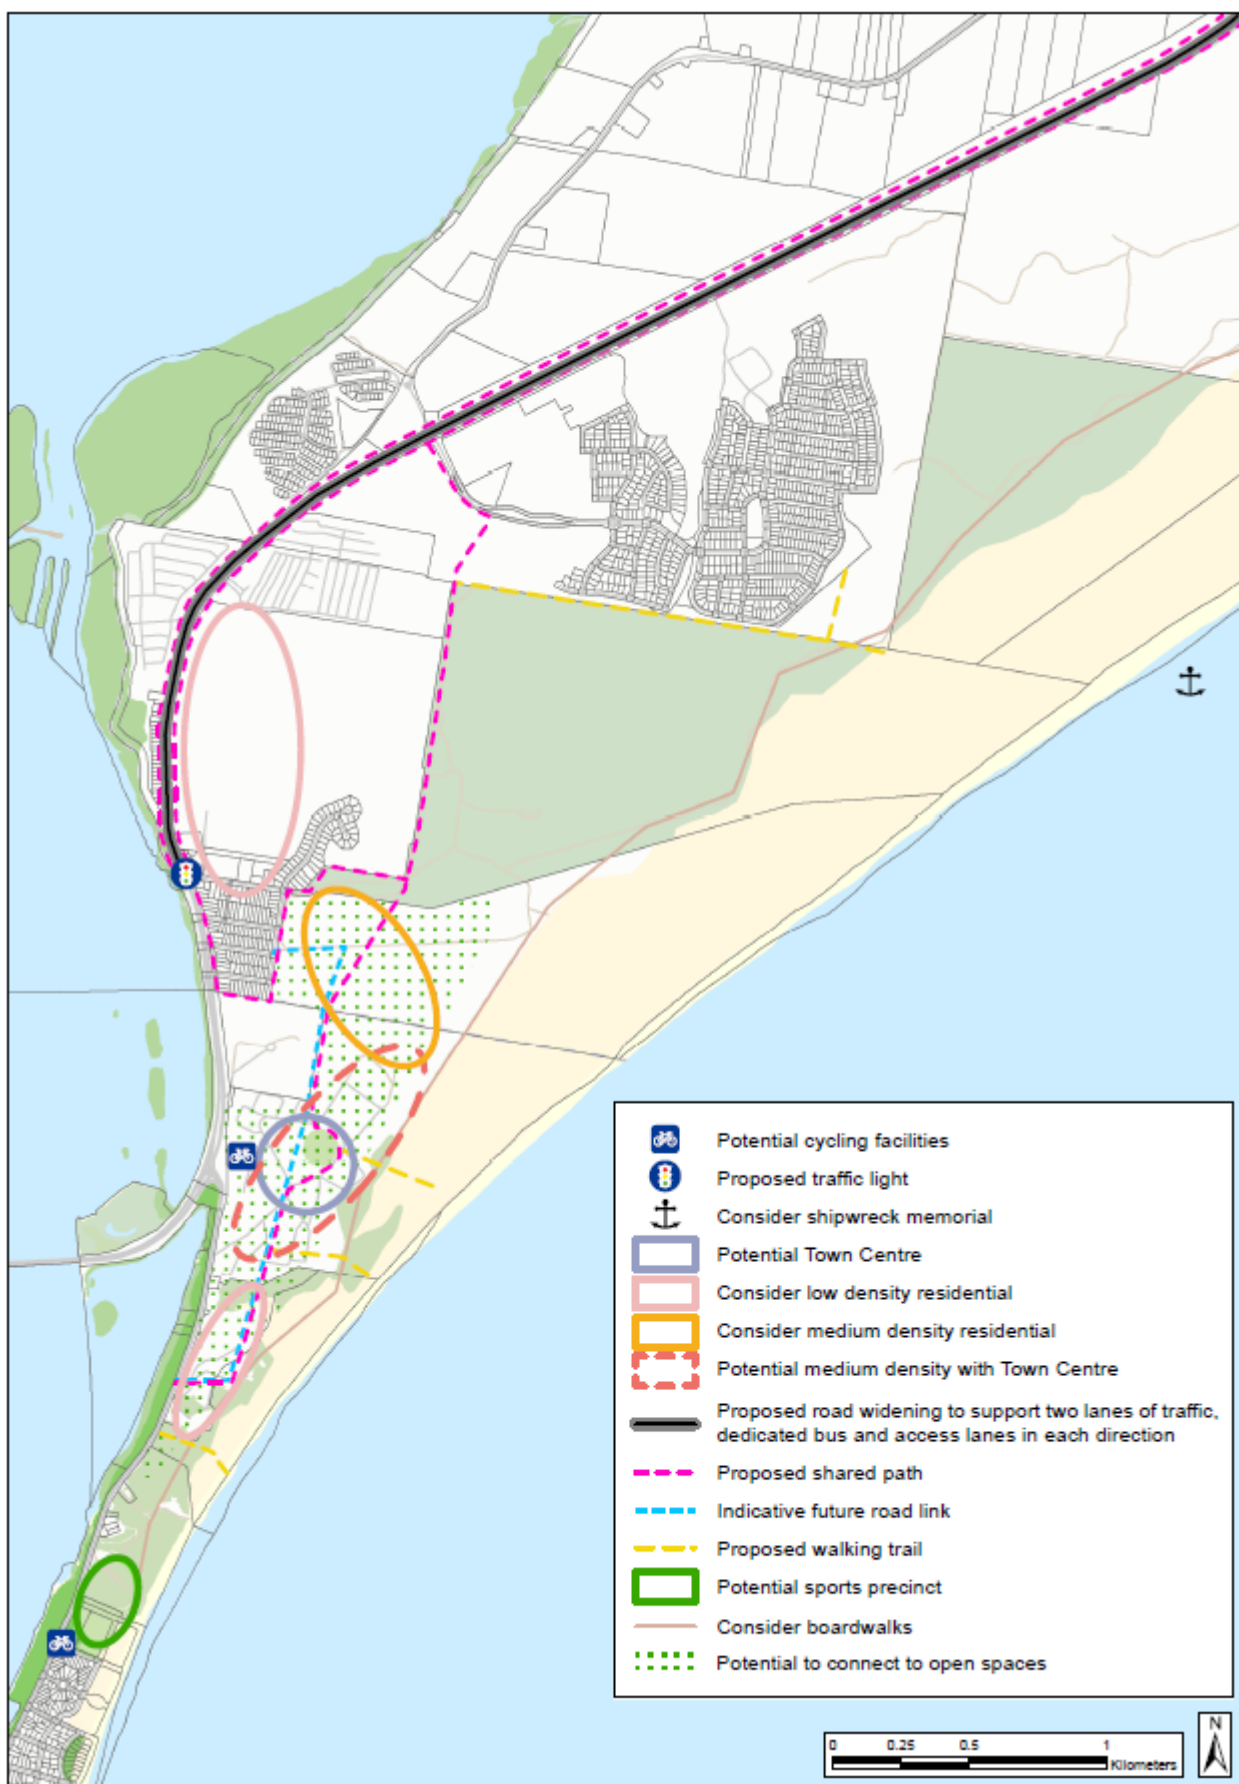 Potential cycling facilities
Proposed traffic light
Consider shipwreck memorial
Potential Town Centre
Consider low density residential
Consider medium density residential
Potential medium density with Town Centre
Proposed road widening to support two lanes of traffic,
dedicated bus and access lanes in each direction
Proposed shared path
Indicative future road link
Proposed walking trail
Potential sports precinct
Consider boardwalks
Potential to connect to open spaces
0 0.25 0.5 1
Kilometers
N